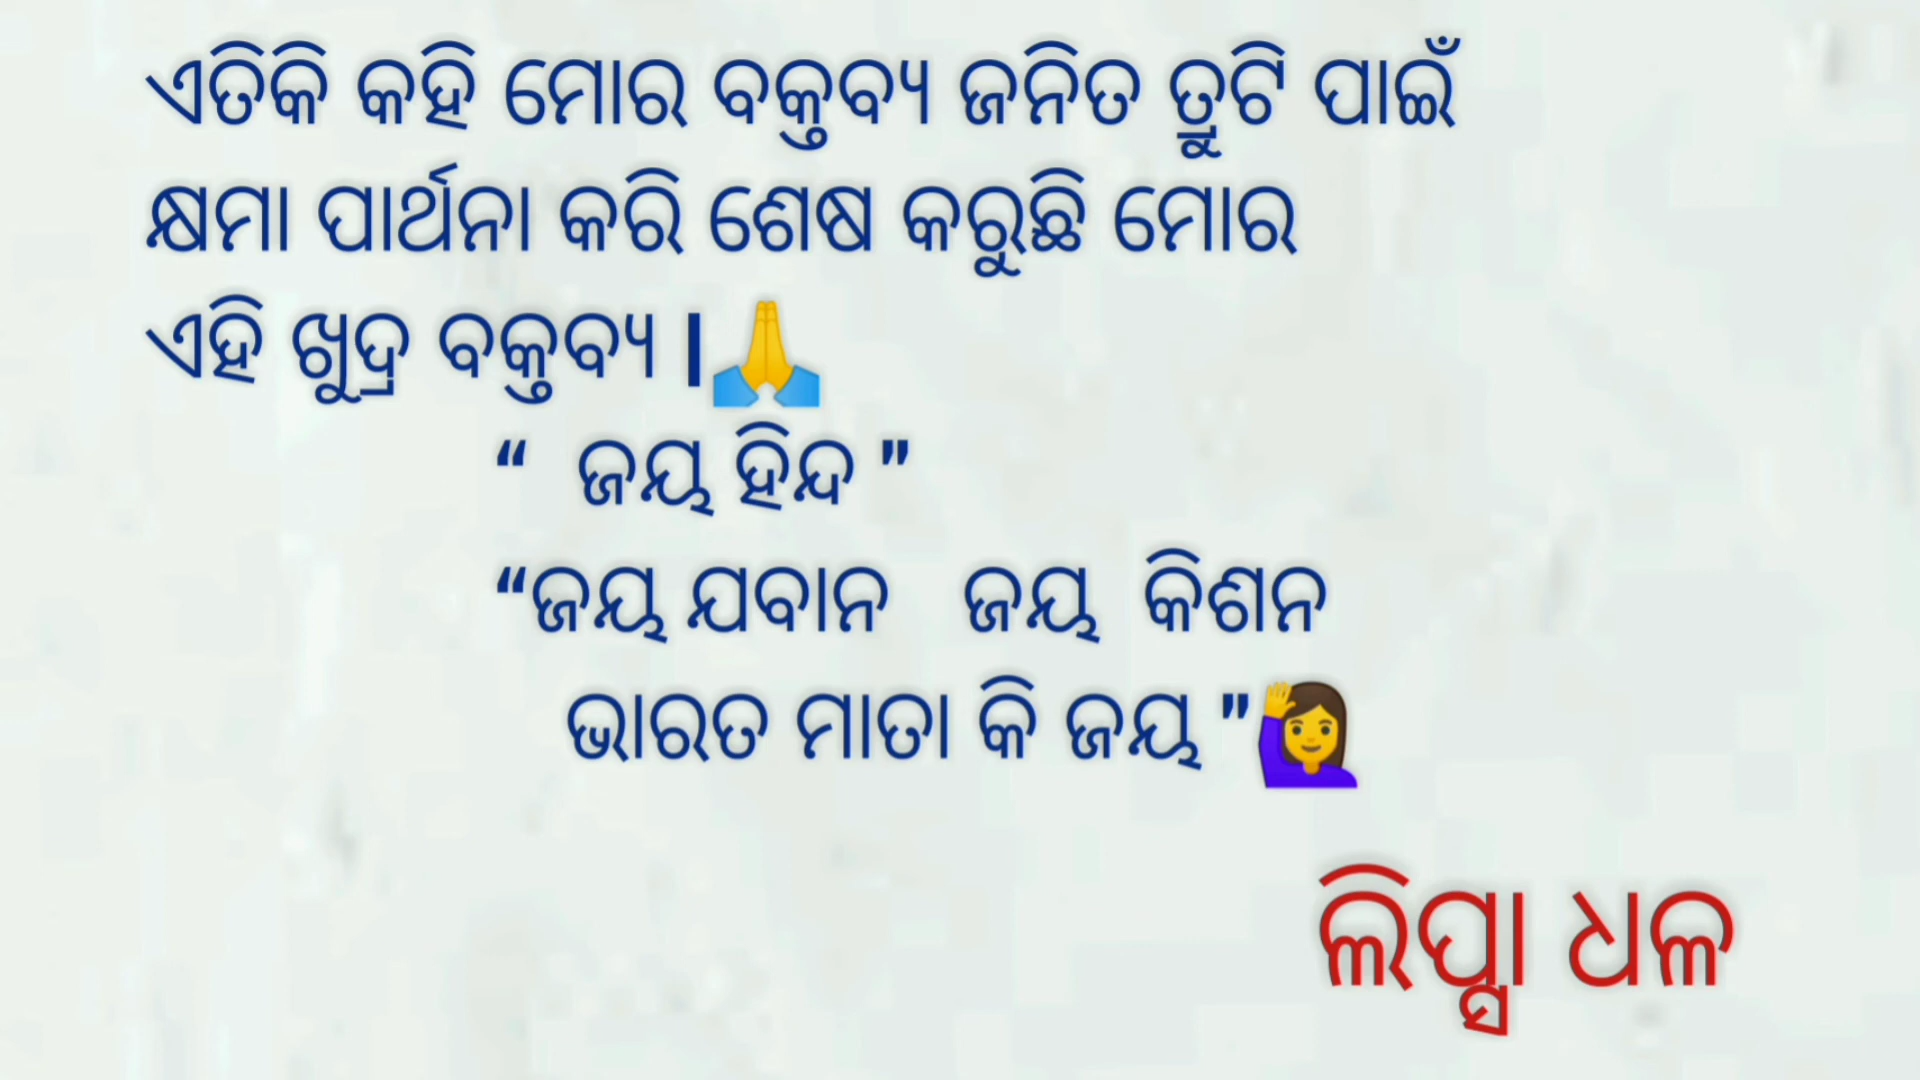 ଏତିକି କହି ମୋର ବକ୍ତବ୍ୟ ଜନିତ ତ୍ରୁଟି ପାଇଁ
କ୍ଷମା ପାର୍ଥନା କରି ଶେଷ କରୁଛି ମୋର
ଏହି ଖୁଦ୍ର ବକ୍ତବ୍ୟ |🙏
“ ଜୟ ହିନ୍ଦ ”
“ଜୟ ଯବାନ ଜୟ କିଶନ
ଭାରତ ମାତା କି ଜୟ ”🙋‍♀️
ଲିପ୍ସା ଧଳ